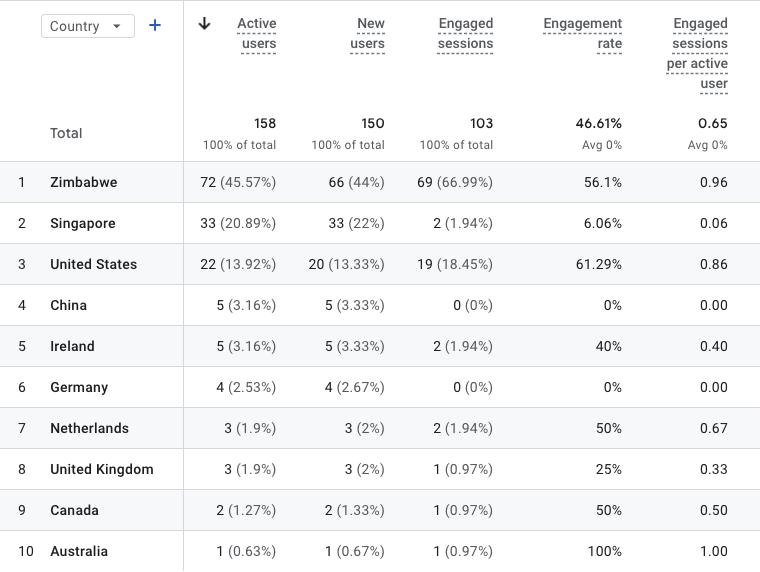 Country + ↓ Active users New users Engaged sessions Engagement rate Engaged sessions per active user
Total 158 150 103 46.61% 0.65
100% of total 100% of total 100% of total Avg 0% Avg 0%
1 Zimbabwe 72 (45.57%) 66 (44%) 69 (66.99%) 56.1% 0.96
2 Singapore 33 (20.89%) 33 (22%) 2 (1.94%) 6.06% 0.06
3 United States 22 (13.92%) 20 (13.33%) 19 (18.45%) 61.29% 0.86
4 China 5 (3.16%) 5 (3.33%) 0 (0%) 0% 0.00
5 Ireland 5 (3.16%) 5 (3.33%) 2 (1.94%) 40% 0.40
6 Germany 4 (2.53%) 4 (2.67%) 0 (0%) 0% 0.00
7 Netherlands 3 (1.9%) 3 (2%) 2 (1.94%) 50% 0.67
8 United Kingdom 3 (1.9%) 3 (2%) 1 (0.97%) 25% 0.33
9 Canada 2 (1.27%) 2 (1.33%) 1 (0.97%) 50% 0.50
10 Australia 1 (0.63%) 1 (0.67%) 1 (0.97%) 100% 1.00